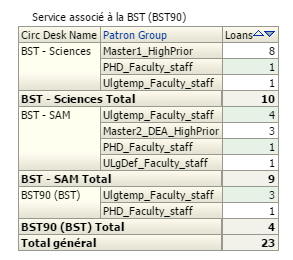 Service associé à la BST (BST90)
Circ Desk Name Patron Group Loans
BST - Sciences Master1_HighPrior 8
PHD_Faculty_staff 1
Ulgtemp_Faculty_staff 1
BST - Sciences Total 10
BST - SAM Ulgtemp_Faculty_staff 4
Master2_DEA_HighPrior 3
PHD_Faculty_staff 1
ULgDef_Faculty_staff 1
BST - SAM Total 9
BST90 (BST) Ulgtemp_Faculty_staff 3
PHD_Faculty_staff 1
BST90 (BST) Total 4
Total général 23